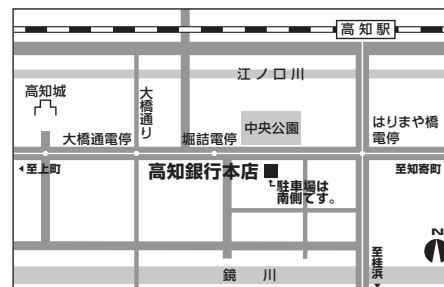 高知駅
江ノ口川
高知城
大橋通り
中央公園
はりまや橋
電停
大橋通電停
堀詰電停
至上町
高知銀行本店
駐車場は
南側です。
至知寄町
N
至桂浜
鏡川